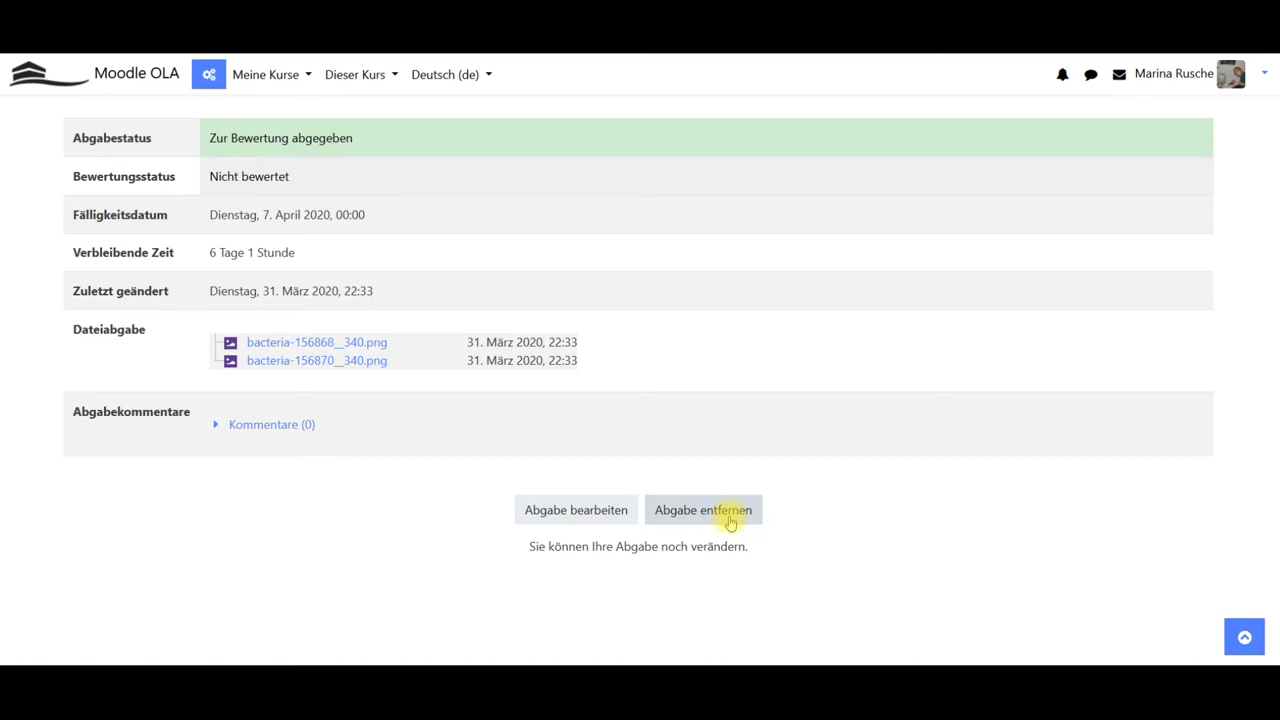 Moodle OLA Meine Kurse Dieser Kurs Deutsch (de) Marina Rusche
Abgabestatus Zur Bewertung abgegeben
Bewertungsstatus Nicht bewertet
Fälligkeitsdatum Dienstag, 7. April 2020, 00:00
Verbleibende Zeit 6 Tage 1 Stunde
Zuletzt geändert Dienstag, 31. März 2020, 22:33
Dateiabgabe
bacteria-156868__340.png 31. März 2020, 22:33
bacteria-156870__340.png 31. März 2020, 22:33
Abgabekommentare
Kommentare (0)
Abgabe bearbeiten Abgabe entfernen
Sie können Ihre Abgabe noch verändern.